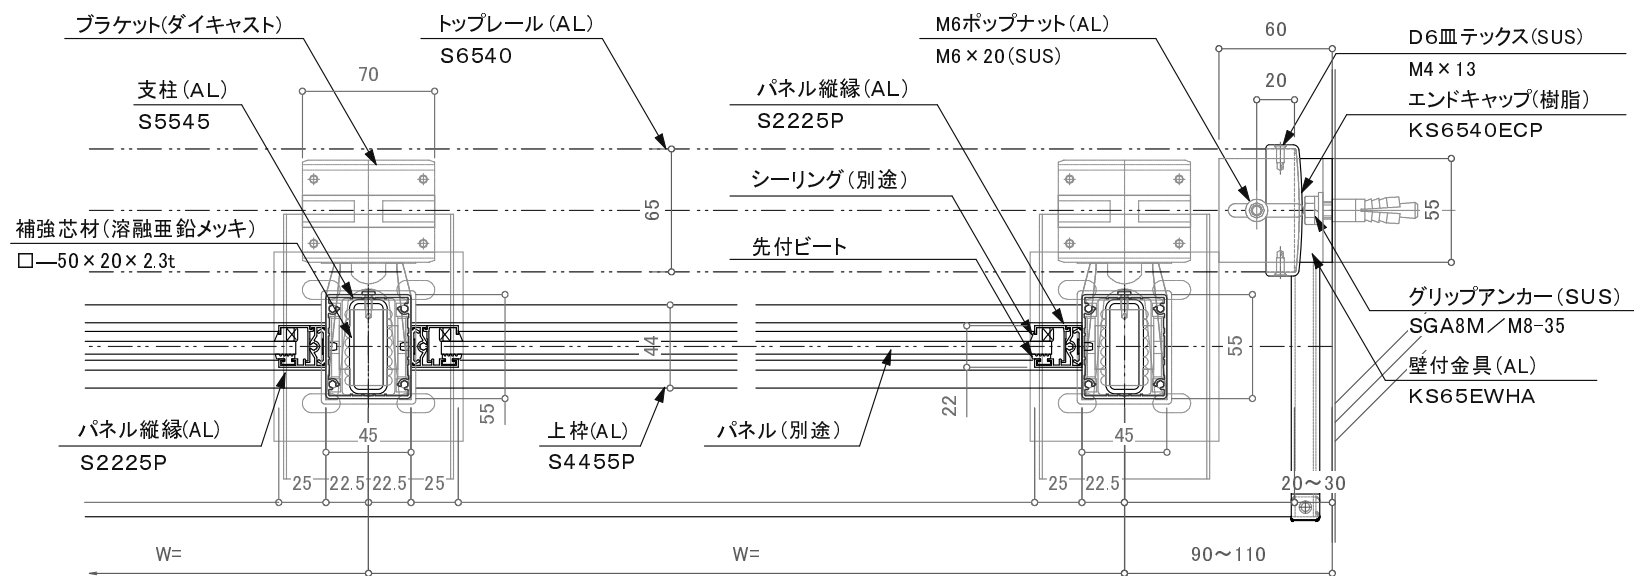 ブラケット(ダイキャスト)
トップレール(AL)
S6540
M6ポップナット(AL)
M6×20(SUS)
60
D6皿テックス(SUS)
M4×13
70
20
支柱(AL)
S5545
パネル縦縁(AL)
S2225P
エンドキャップ(樹脂)
KS6540ECP
シーリング(別途)
65
55
補強芯材(溶融亜鉛メッキ)
□―50×20×2.3t
先付ビート
グリップアンカー(SUS)
SGA8M／M8-35
44
55
壁付金具(AL)
KS65EWHA
55
22
パネル縦縁(AL)
S2225P
45
上枠(AL)
S4455P
パネル(別途)
45
25
22.5
22.5
25
25
22.5
20～30
W=
W=
90～110